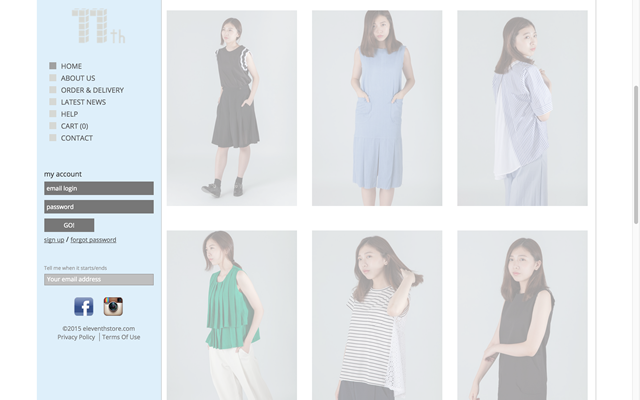 11th
HOME
ABOUT US
ORDER & DELIVERY
LATEST NEWS
HELP
CART (0)
CONTACT
my account
email login
password
GO!
sign up / forgot password
Tell me when it starts/ends
Your email address
©2015 eleventhstore.com
Privacy Policy | Terms Of Use